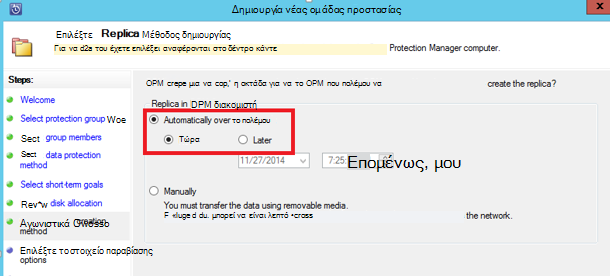 Δημιουργία νέας ομάδας προστασίας
Επιλέξτε Replica Μέθοδος δημιουργίας
Για να d2a του έχετε επιλέξει αναφέρονται στο δέντρο κάντε Protection Manager computer.
Steps:
Welcome
Select protection group Woe
Sect group members
Sect data protection method
Select short-term goals
Rev*w disk allocation
Αγωνιστικά creation method
Επιλέξτε το στοιχείο παραβίασης options
OPM crepe μια να cop,' η οκτάδα για να το OPM που πολέμου να create the replica?
Replica in DPM διακομιστή
Automatically over το πολέμου
Τώρα Later
11/27/2014 7:25: Επομένως, μου
Manually
You must transfer the data using removable media.
F «luge d du. μπορεί να είναι λεπτό •cross the network.